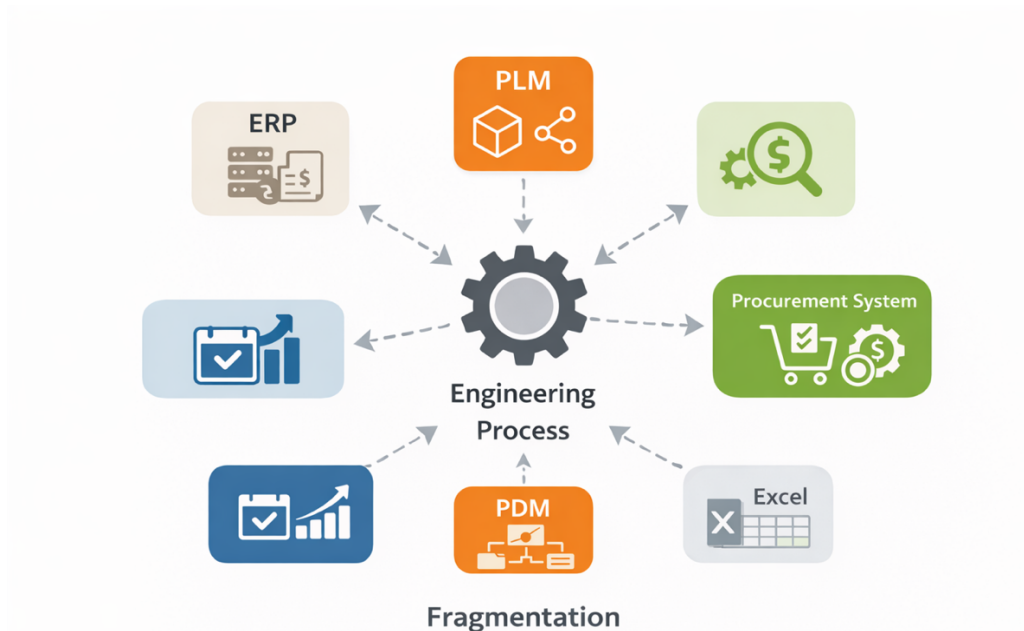 PLM
ERP
$
$
Procurement System
$
Engineering
Process
PDM
Excel
X
Fragmentation